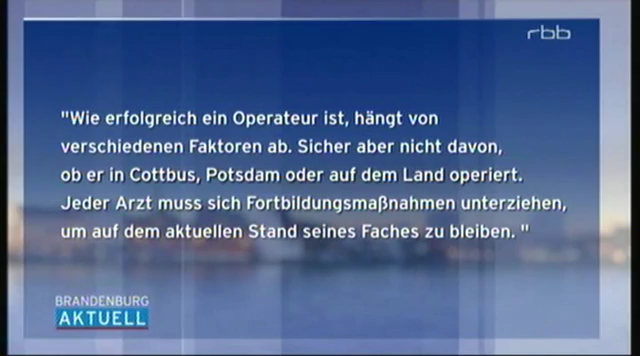 rbb
"Wie erfolgreich ein Operateur ist, hängt von
verschiedenen Faktoren ab. Sicher aber nicht davon,
ob er in Cottbus, Potsdam oder auf dem Land operiert.
Jeder Arzt muss sich Fortbildungsmaßnahmen unterziehen,
um auf dem aktuellen Stand seines Faches zu bleiben. "
BRANDENBURG
AKTUELL